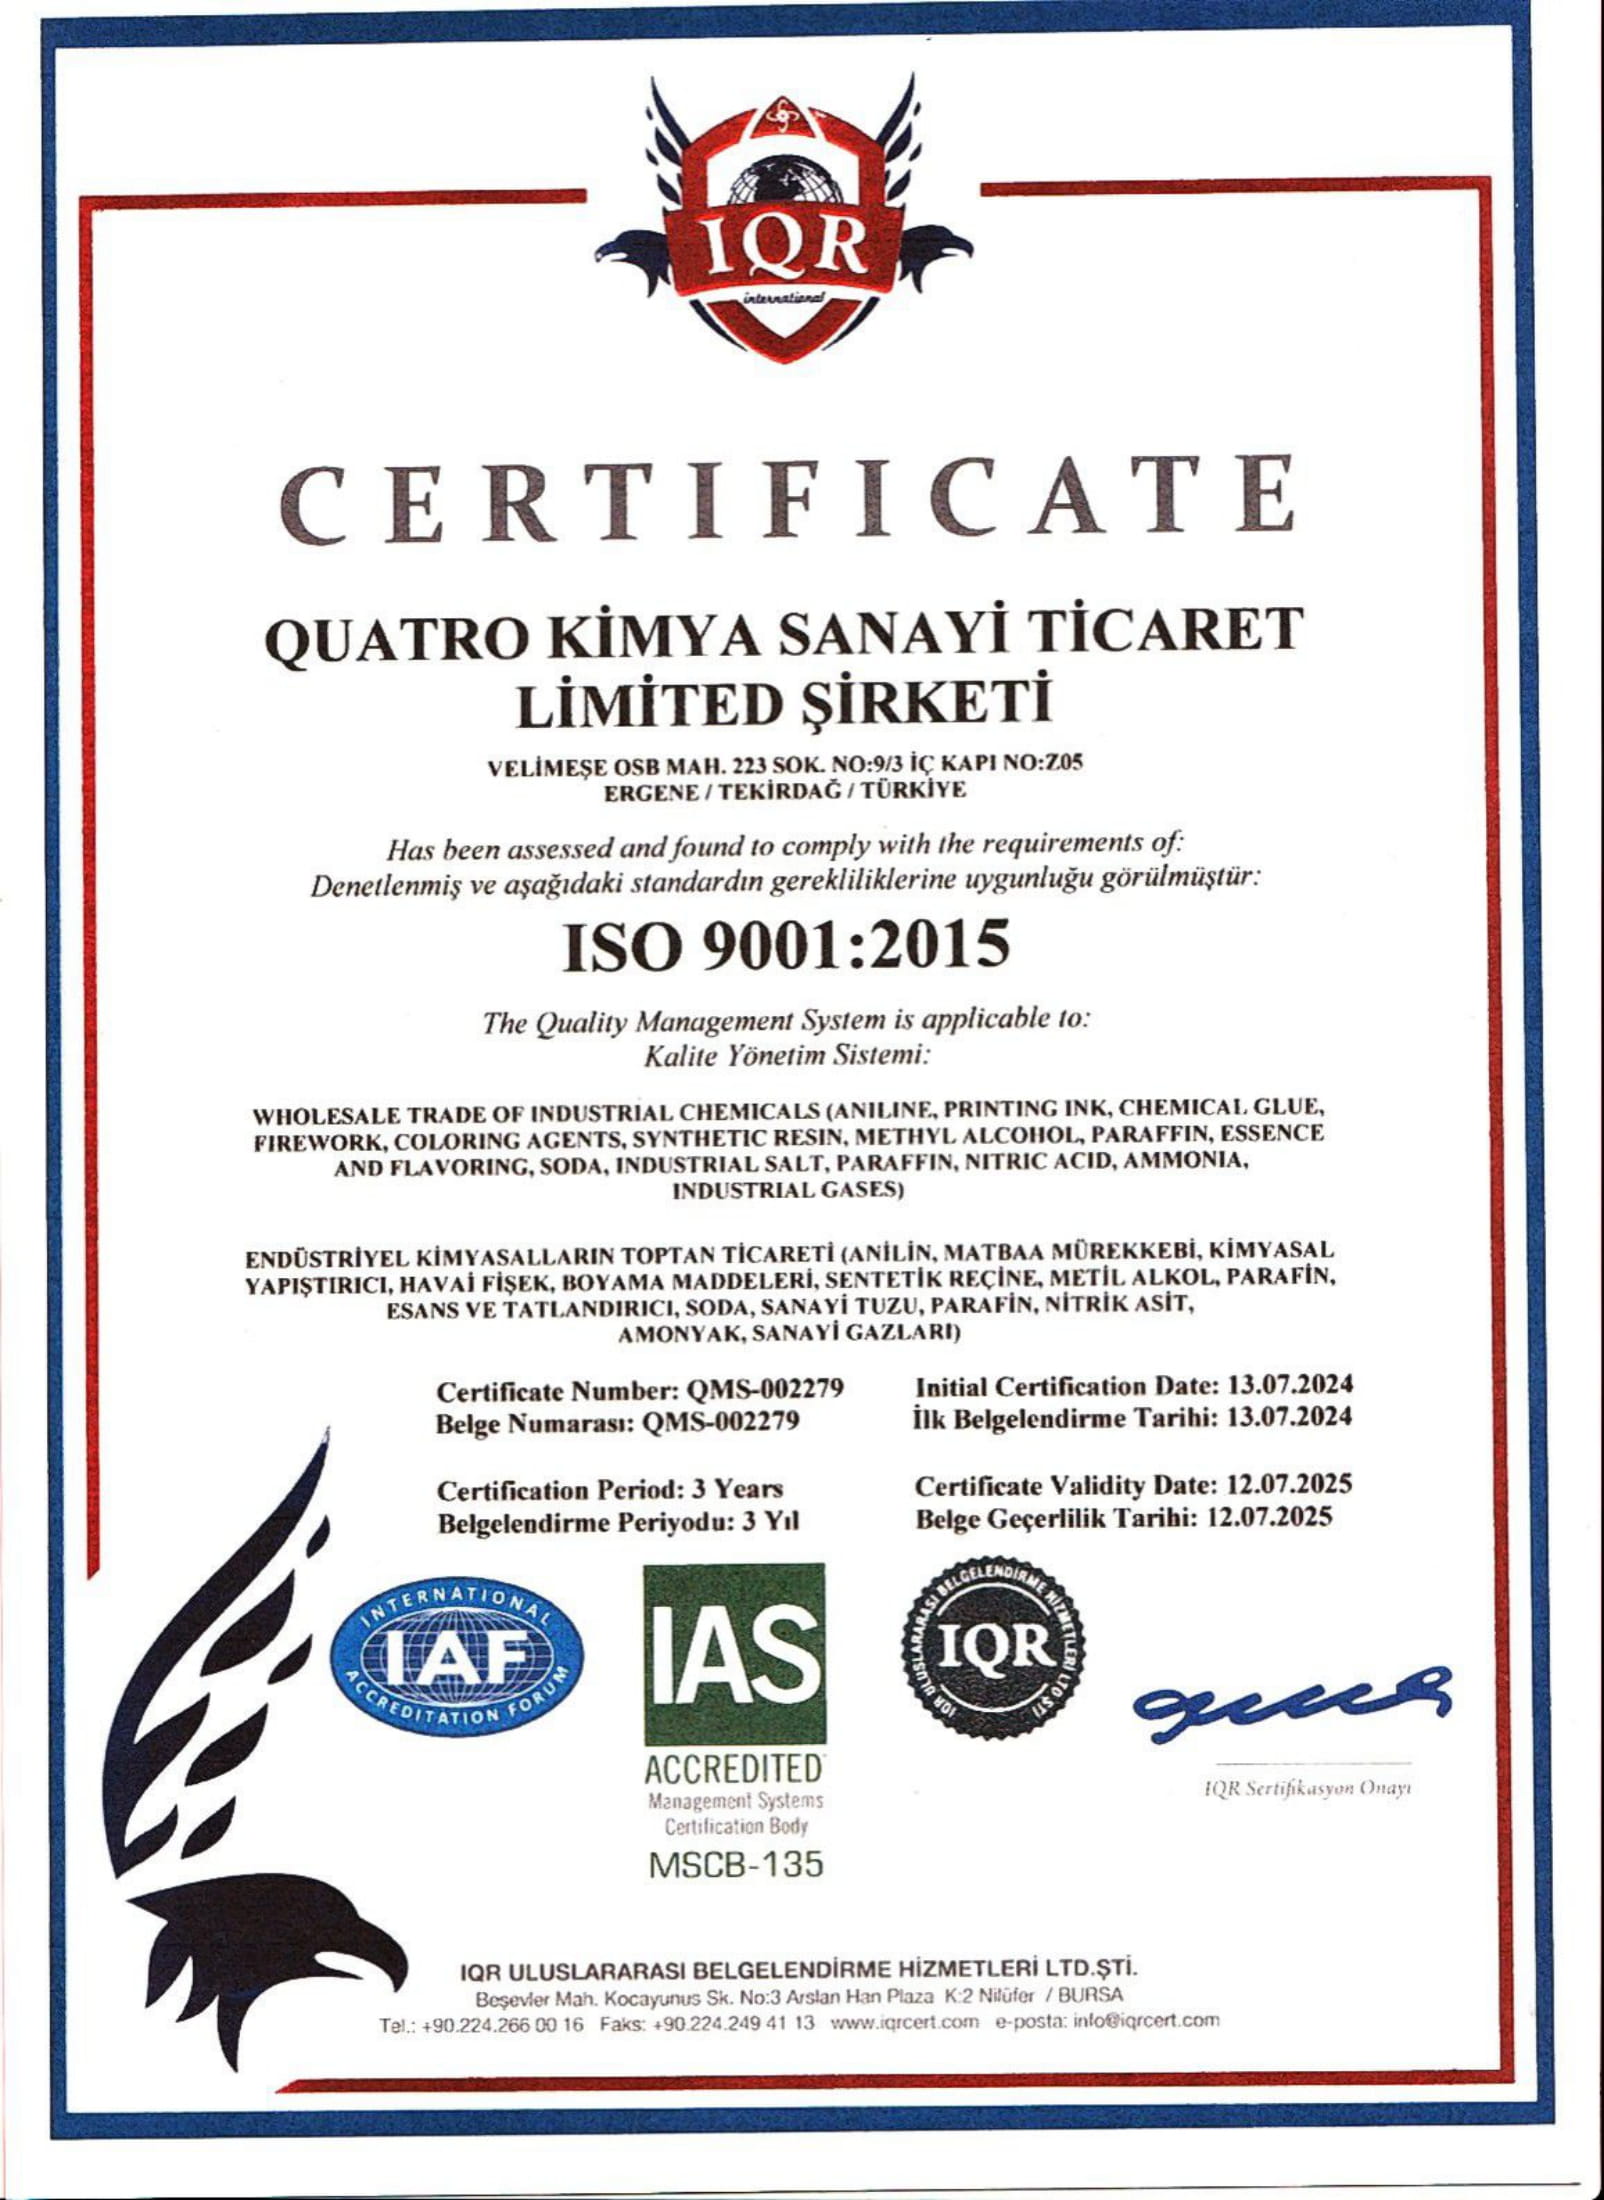 IQR
international
CERTIFICATE
QUATRO KİMYA SANAYİ TİCARET
LİMİTED ŞİRKETİ
VELİMEŞE OSB MAH. 223 SOK. NO:9/3 İÇ KAPI NO:Z05
ERGENE / TEKİRDAĞ / TÜRKİYE
Has been assessed and found to comply with the requirements of:
Denetlenmiş ve aşağıdaki standardın gerekliliklerine uygunluğu görülmüştür:
ISO 9001:2015
The Quality Management System is applicable to:
Kalite Yönetim Sistemi:
WHOLESALE TRADE OF INDUSTRIAL CHEMICALS (ANILINE, PRINTING INK, CHEMICAL GLUE,
FIREWORK, COLORING AGENTS, SYNTHETIC RESIN, METHYL ALCOHOL, PARAFFIN, ESSENCE
AND FLAVORING, SODA, INDUSTRIAL SALT, PARAFFIN, NITRIC ACID, AMMONIA,
INDUSTRIAL GASES)
ENDÜSTRİYEL KİMYASALLARIN TOPTAN TİCARETİ (ANİLİN, MATBAA MÜREKKEBİ, KİMYASAL
YAPIŞTIRICI, HAVAİ FİŞEK, BOYAMA MADDELERİ, SENTETİK REÇİNE, METİL ALKOL, PARAFİN,
ESANS VE TATLANDIRICI, SODA, SANAYİ TUZU, PARAFİN, NİTRİK ASİT,
AMONYAK, SANAYİ GAZLARI)
Certificate Number: QMS-002279
Belge Numarası: QMS-002279
Initial Certification Date: 13.07.2024
İlk Belgelendirme Tarihi: 13.07.2024
Certification Period: 3 Years
Belgelendirme Periyodu: 3 Yıl
Certificate Validity Date: 12.07.2025
Belge Geçerlilik Tarihi: 12.07.2025
INTERNATIONAL
IAF
ACCREDITATION FORUM
IAS
ACCREDITED
Management Systems
Certification Body
MSCB-135
IQR ULUSLARARASI BELGELENDİRME HİZMETLERİ LTD ŞTİ
IQR
IQR Sertifikasyon Onayı
IQR ULUSLARARASI BELGELENDİRME HİZMETLERİ LTD.ŞTİ.
Beşevler Mah. Kocayunus Sk. No:3 Arslan Han Plaza K:2 Nilüfer / BURSA
Tel.: +90.224.266 00 16 Faks: +90.224.249 41 13 www.iqrcert.com e-posta: info@iqrcert.com